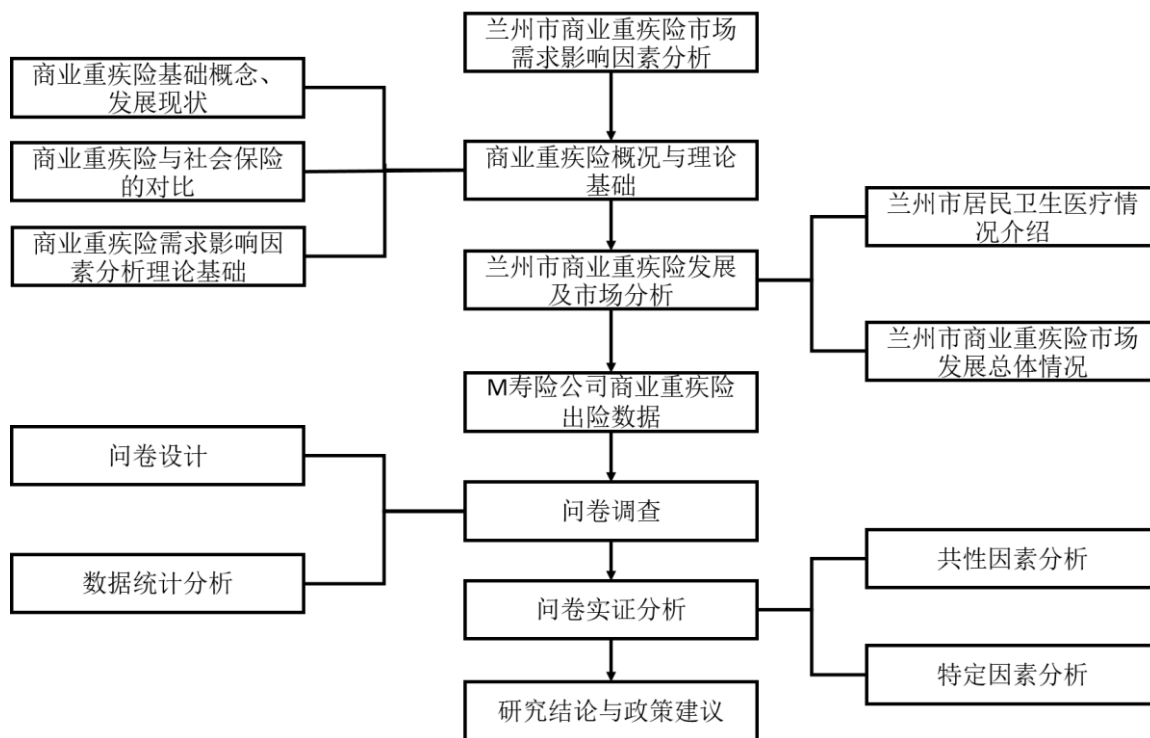 兰州市商业重疾险市场
需求影响因素分析
商业重疾险基础概念、
发展现状
商业重疾险与社会保险
的对比
商业重疾险需求影响因
素分析理论基础
商业重疾险概况与理论
基础
兰州市商业重疾险发展
及市场分析
兰州市居民卫生医疗情
况介绍
兰州市商业重疾险市场
发展总体情况
M寿险公司商业重疾险
出险数据
问卷设计
数据统计分析
问卷调查
问卷实证分析
共性因素分析
特定因素分析
研究结论与政策建议